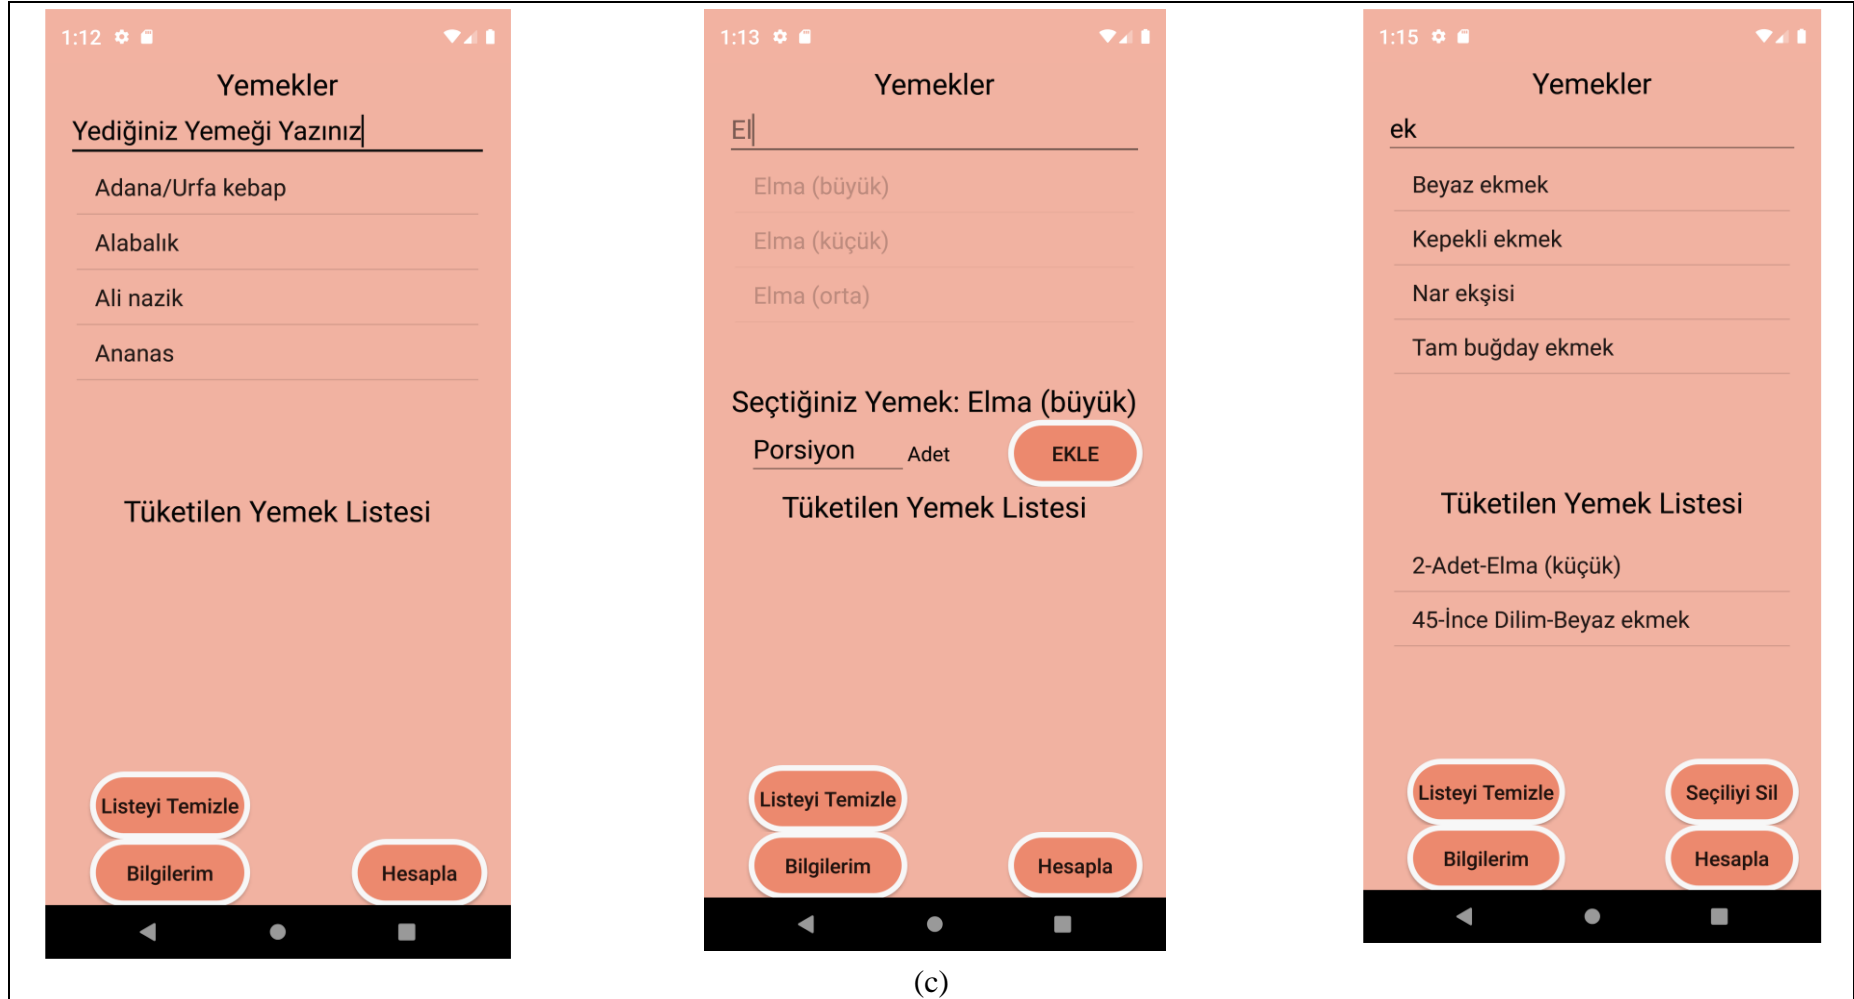 1:12
Yemekler
Yediğiniz Yemeği Yazınız
Adana/Urfa kebap
Alabalık
Ali nazik
Ananas
Tüketilen Yemek Listesi
Listeyi Temizle
Bilgilerim
Hesapla
1:13
Yemekler
El
Elma (büyük)
Elma (küçük)
Elma (orta)
Seçtiğiniz Yemek: Elma (büyük)
Porsiyon Adet EKLE
Tüketilen Yemek Listesi
Listeyi Temizle
Bilgilerim
Hesapla
1:15
Yemekler
ek
Beyaz ekmek
Kepekli ekmek
Nar ekşisi
Tam buğday ekmek
Tüketilen Yemek Listesi
2-Adet-Elma (küçük)
45-İnce Dilim-Beyaz ekmek
Listeyi Temizle
Seçiliyi Sil
Bilgilerim
Hesapla
(c)